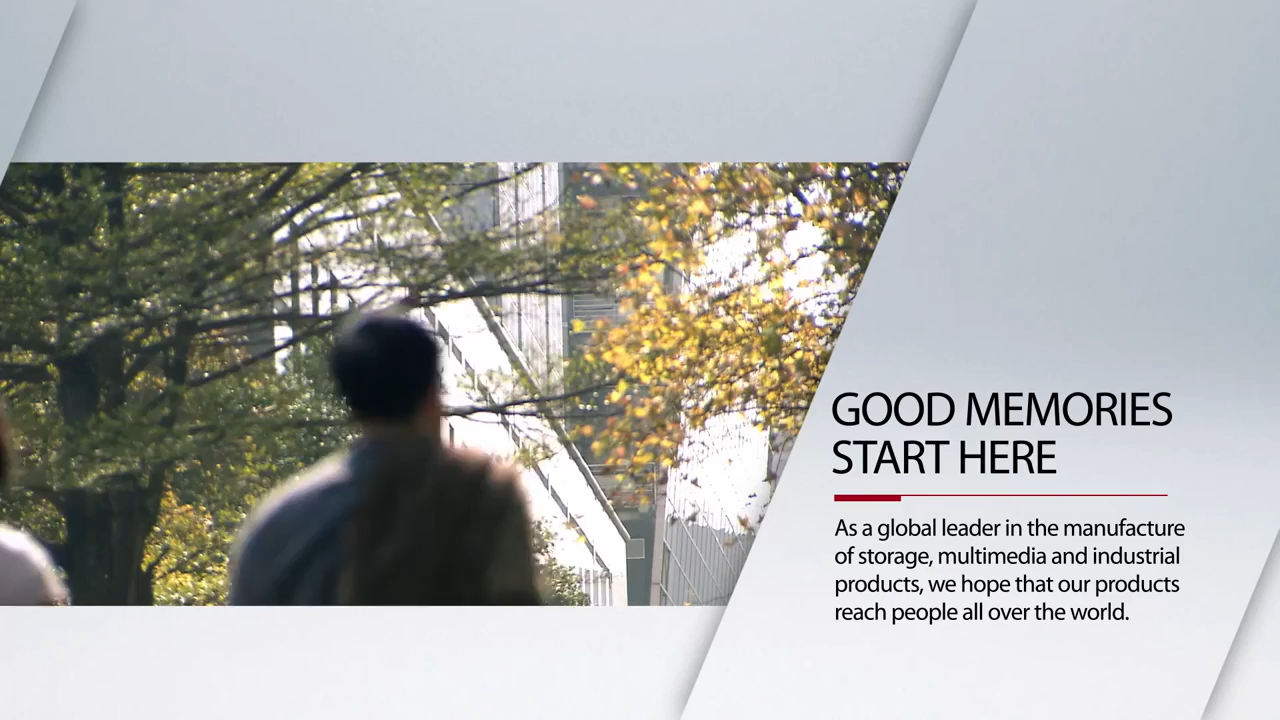 GOOD MEMORIES
START HERE
As a global leader in the manufacture
of storage, multimedia and industrial
products, we hope that our products
reach people all over the world.